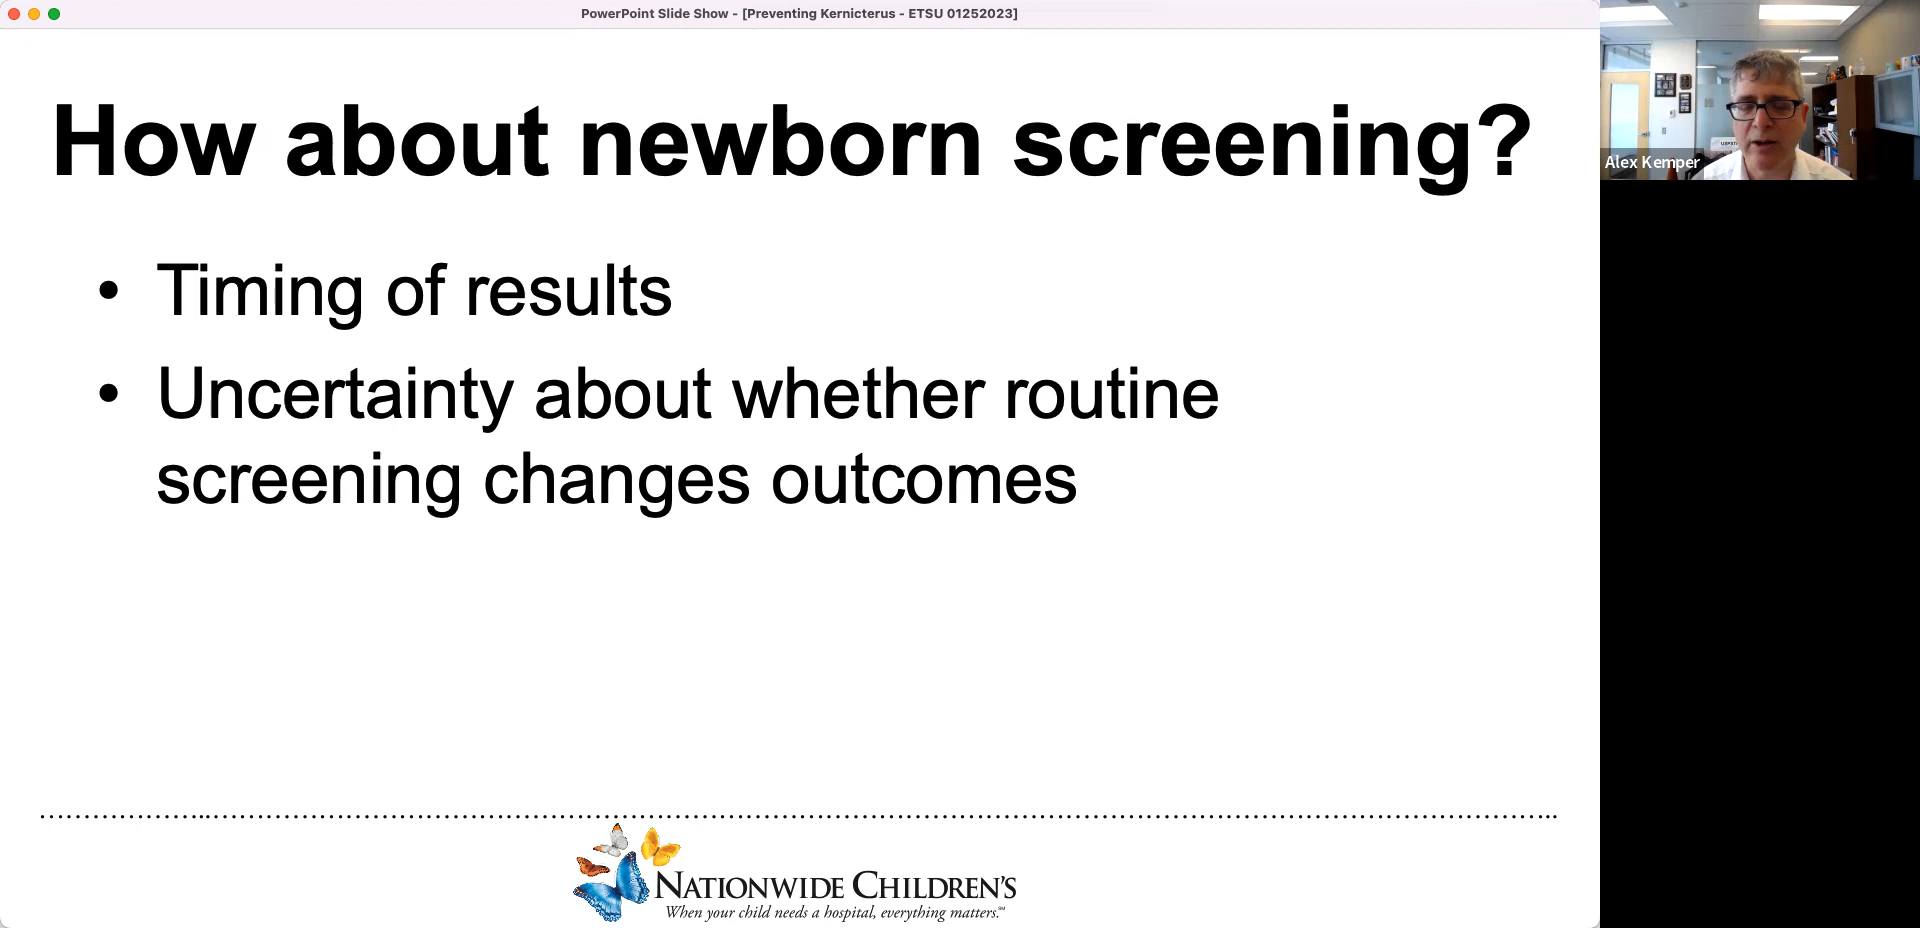 PowerPoint Slide Show - [Preventing Kernicterus - ETSU 01252023]
How about newborn screening?
• Timing of results
• Uncertainty about whether routine
screening changes outcomes
NATIONWIDE CHILDREN'S
When your child needs a hospital, everything matters.℠
Alex Kemper